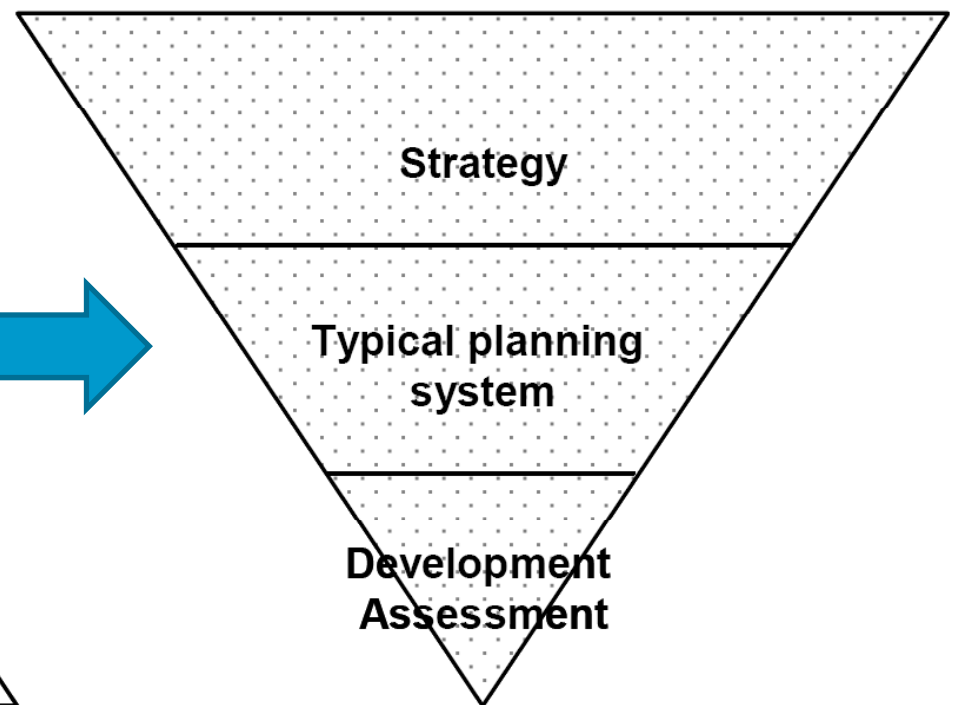 Strategy
Typical planning
system
Development
Assessment